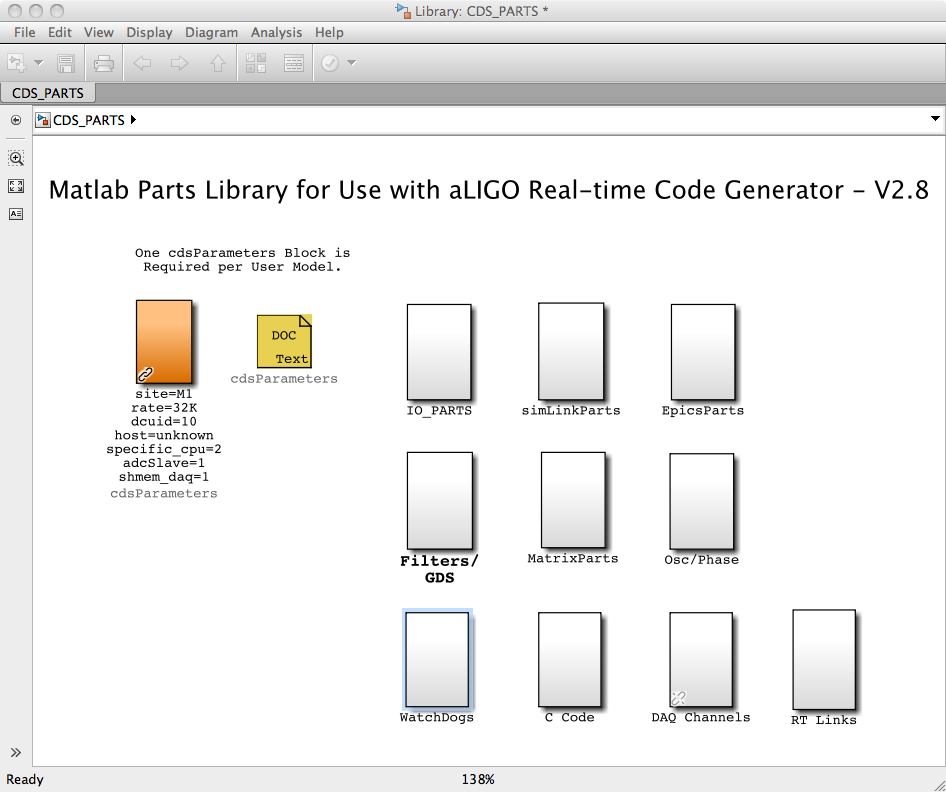 Library: CDS_PARTS *
File Edit View Display Diagram Analysis Help
CDS_PARTS
CDS_PARTS
Matlab Parts Library for Use with aLIGO Real-time Code Generator - V2.8
One cdsParameters Block is
Required per User Model.
DOC
Text
cdsParameters
site=M1
rate=32K
dcuid=10
host=unknown
specific_cpu=2
adcSlave=1
shmem_daq=1
cdsParameters
IO_PARTS simLinkParts EpicsParts
Filters/
GDS
MatrixParts Osc/Phase
WatchDogs C Code DAQ Channels RT Links
Ready 138%